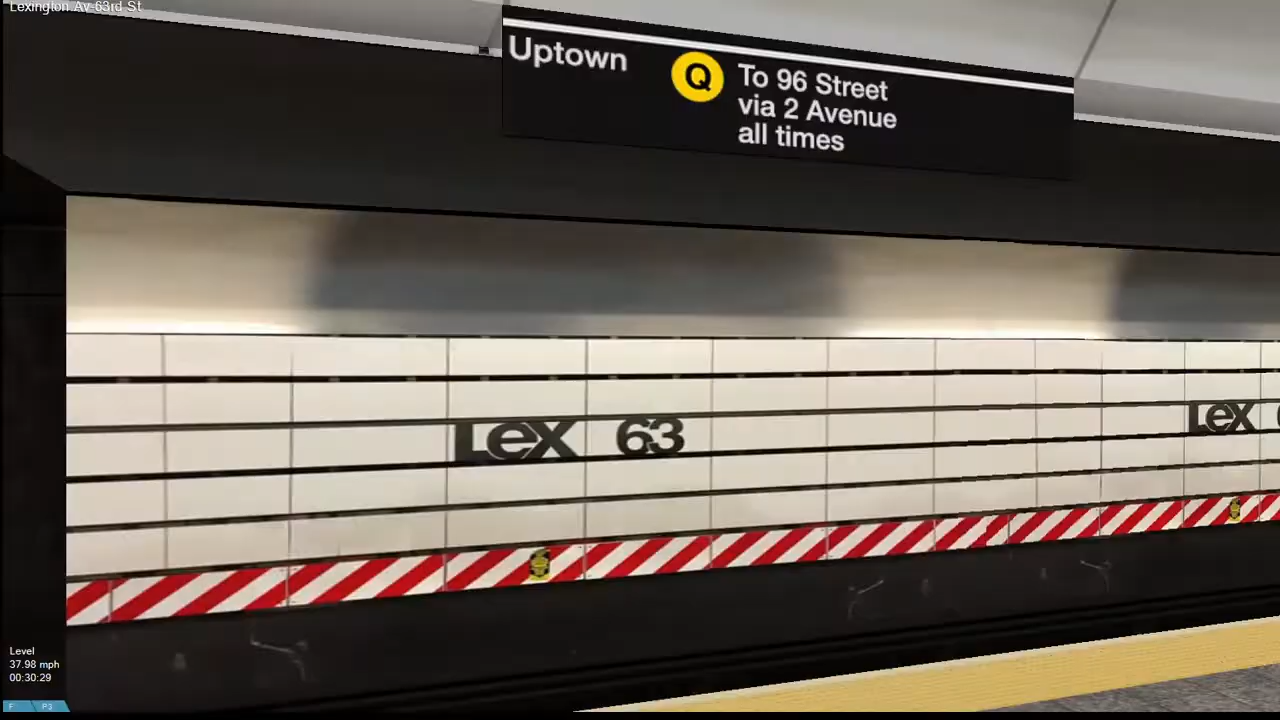 Lexington Av-63rd St
Uptown
Q
To 96 Street
via 2 Avenue
all times
Lex 63
Lex
Level
37.98 mph
00:30:29
F P3